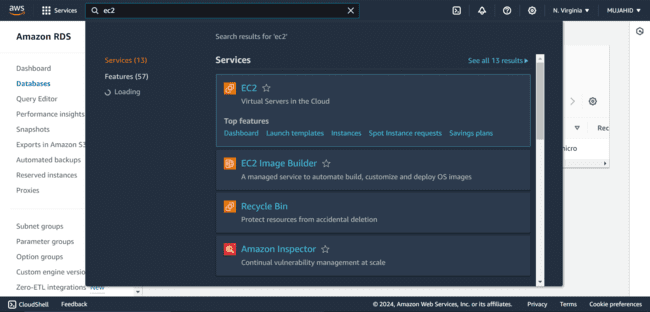 aws
Services
ec2
N. Virginia
MUJAHID
Amazon RDS
Dashboard
Databases
Query Editor
Performance insights
Snapshots
Exports in Amazon S3
Automated backups
Reserved instances
Proxies
Subnet groups
Parameter groups
Option groups
Custom engine versio
Zero-ETL integrations New
Search results for 'ec2'
Services (13)
Features (57)
Loading
Services
See all 13 results
EC2
Virtual Servers in the Cloud
Top features
Dashboard Launch templates Instances Spot Instance requests Savings plans
EC2 Image Builder
A managed service to automate build, customize and deploy OS images
Recycle Bin
Protect resources from accidental deletion
Amazon Inspector
Continual vulnerability management at scale
Rec
micro
CloudShell Feedback © 2024, Amazon Web Services, Inc. or its affiliates. Privacy Terms Cookie preferences